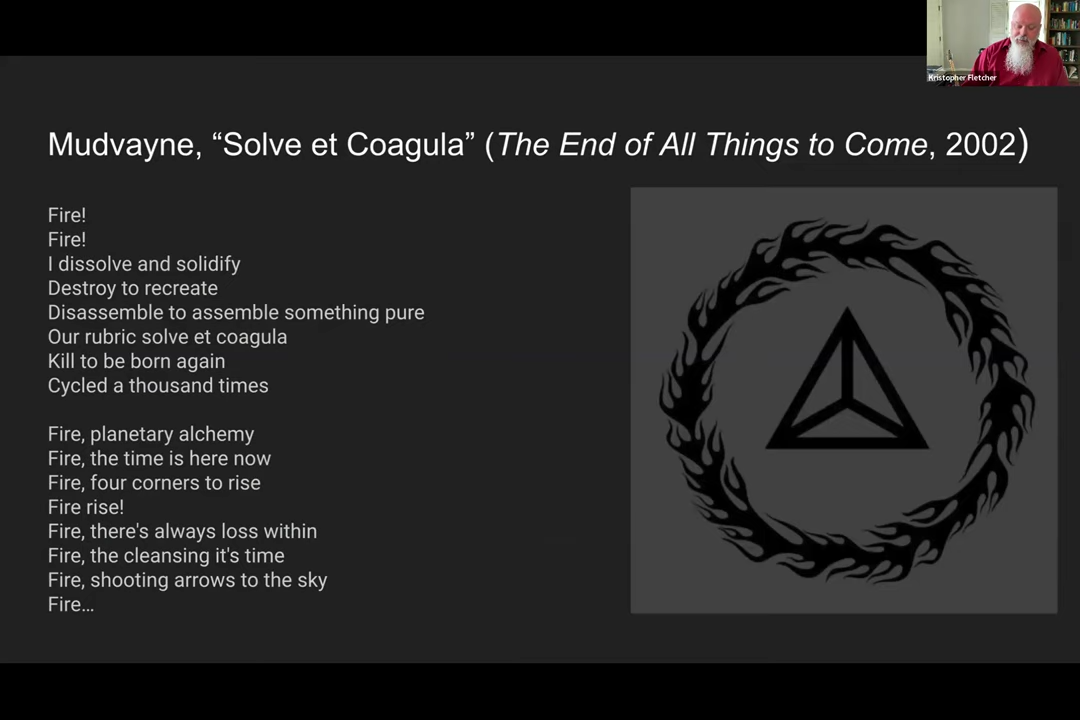 Kristopher Fletcher
Mudvayne, “Solve et Coagula” (The End of All Things to Come, 2002)
Fire!
Fire!
I dissolve and solidify
Destroy to recreate
Disassemble to assemble something pure
Our rubric solve et coagula
Kill to be born again
Cycled a thousand times
Fire, planetary alchemy
Fire, the time is here now
Fire, four corners to rise
Fire rise!
Fire, there's always loss within
Fire, the cleansing it's time
Fire, shooting arrows to the sky
Fire…